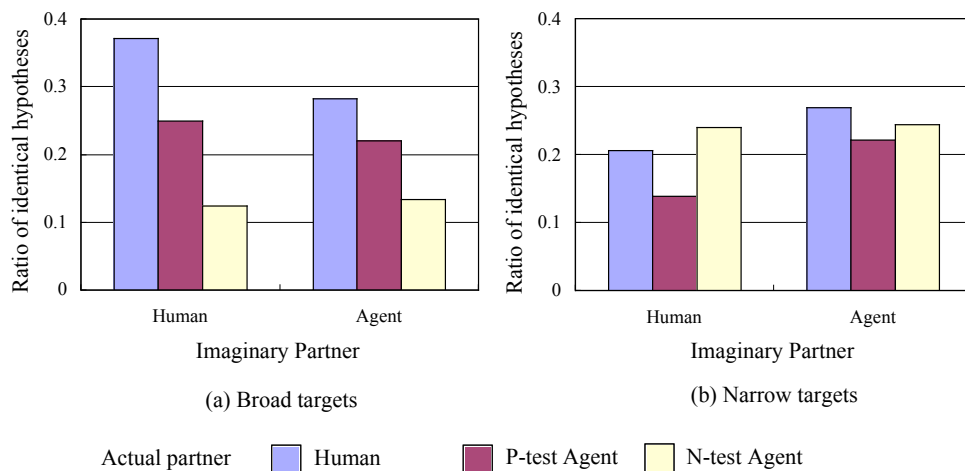 Ratio of identical hypotheses
0.4
0.3
0.2
0.1
0
Human
Agent
Imaginary Partner
(a) Broad targets
Ratio of identical hypotheses
0.4
0.3
0.2
0.1
0
Human
Agent
Imaginary Partner
(b) Narrow targets
Actual partner Human P-test Agent N-test Agent